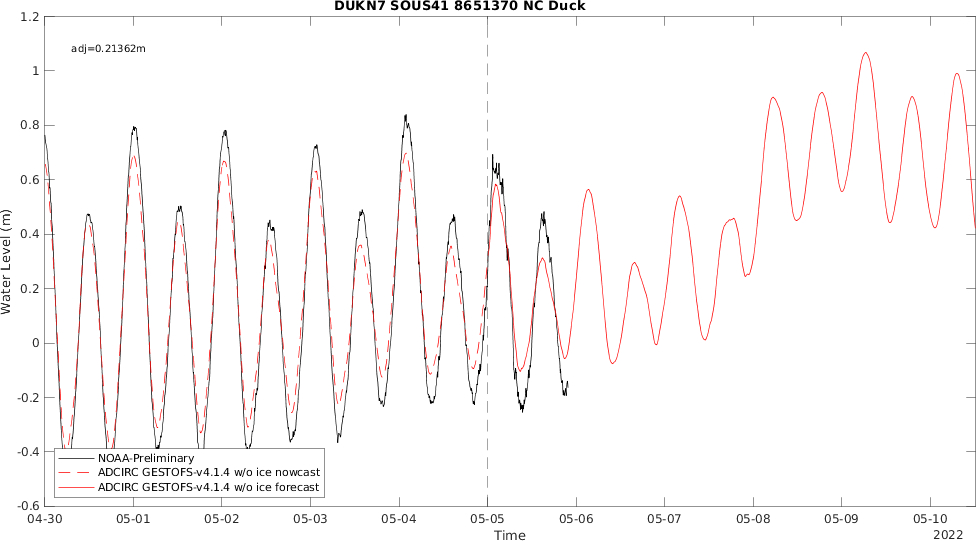 DUKN7 SOUS41 8651370 NC Duck
adj=0.21362m
1.2
1
0.8
0.6
0.4
0.2
0
-0.2
-0.4
-0.6
Water Level (m)
NOAA-Preliminary
ADCIRC GESTOFS-v4.1.4 w/o ice nowcast
ADCIRC GESTOFS-v4.1.4 w/o ice forecast
04-30 05-01 05-02 05-03 05-04 05-05 05-06 05-07 05-08 05-09 05-10
Time
2022